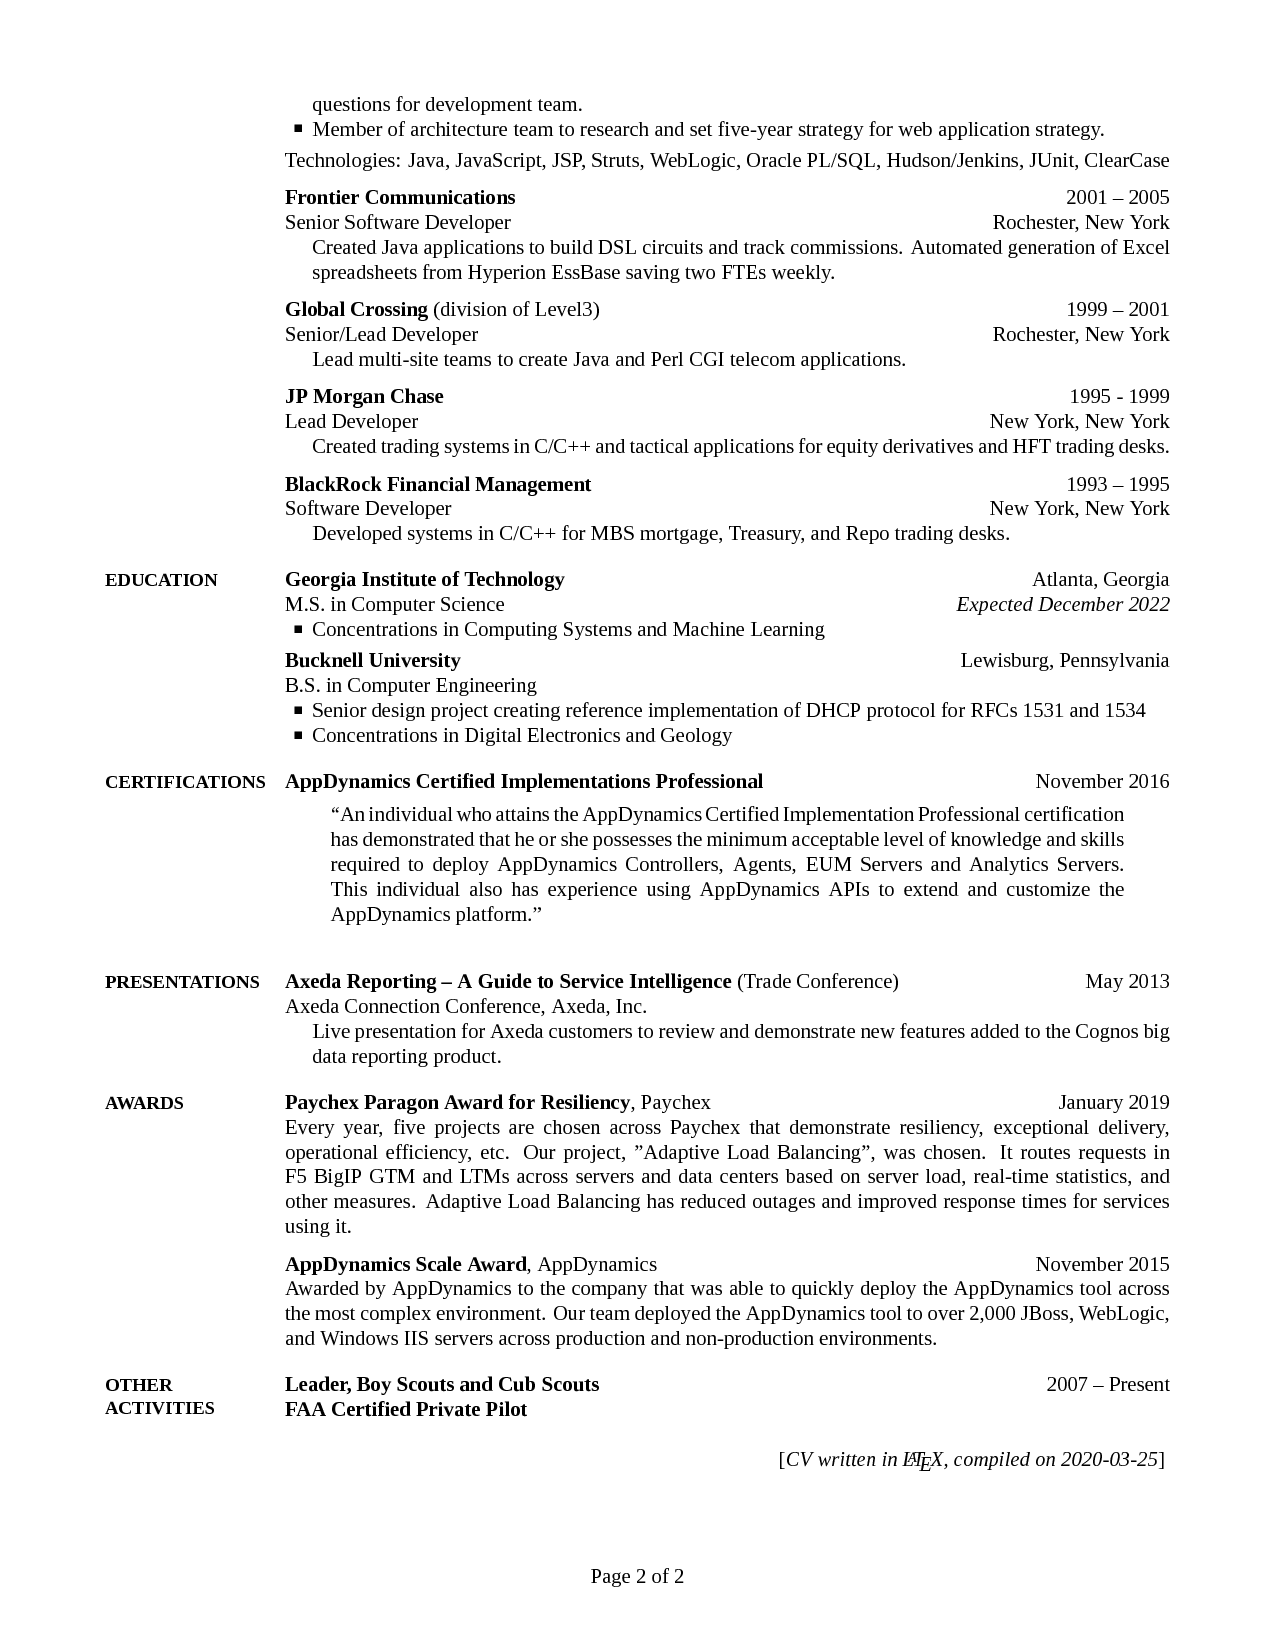 questions for development team.
▪ Member of architecture team to research and set five-year strategy for web application strategy.
Technologies: Java, JavaScript, JSP, Struts, WebLogic, Oracle PL/SQL, Hudson/Jenkins, JUnit, ClearCase
Frontier Communications 2001 – 2005
Senior Software Developer Rochester, New York
Created Java applications to build DSL circuits and track commissions. Automated generation of Excel
spreadsheets from Hyperion EssBase saving two FTEs weekly.
Global Crossing (division of Level3) 1999 – 2001
Senior/Lead Developer Rochester, New York
Lead multi-site teams to create Java and Perl CGI telecom applications.
JP Morgan Chase 1995 - 1999
Lead Developer New York, New York
Created trading systems in C/C++ and tactical applications for equity derivatives and HFT trading desks.
BlackRock Financial Management 1993 – 1995
Software Developer New York, New York
Developed systems in C/C++ for MBS mortgage, Treasury, and Repo trading desks.
EDUCATION Georgia Institute of Technology Atlanta, Georgia
M.S. in Computer Science Expected December 2022
▪ Concentrations in Computing Systems and Machine Learning
Bucknell University Lewisburg, Pennsylvania
B.S. in Computer Engineering
▪ Senior design project creating reference implementation of DHCP protocol for RFCs 1531 and 1534
▪ Concentrations in Digital Electronics and Geology
CERTIFICATIONS AppDynamics Certified Implementations Professional November 2016
“An individual who attains the AppDynamics Certified Implementation Professional certification
has demonstrated that he or she possesses the minimum acceptable level of knowledge and skills
required to deploy AppDynamics Controllers, Agents, EUM Servers and Analytics Servers.
This individual also has experience using AppDynamics APIs to extend and customize the
AppDynamics platform.”
PRESENTATIONS Axeda Reporting – A Guide to Service Intelligence (Trade Conference) May 2013
Axeda Connection Conference, Axeda, Inc.
Live presentation for Axeda customers to review and demonstrate new features added to the Cognos big
data reporting product.
AWARDS Paychex Paragon Award for Resiliency, Paychex January 2019
Every year, five projects are chosen across Paychex that demonstrate resiliency, exceptional delivery,
operational efficiency, etc. Our project, ”Adaptive Load Balancing”, was chosen. It routes requests in
F5 BigIP GTM and LTMs across servers and data centers based on server load, real-time statistics, and
other measures. Adaptive Load Balancing has reduced outages and improved response times for services
using it.
AppDynamics Scale Award, AppDynamics November 2015
Awarded by AppDynamics to the company that was able to quickly deploy the AppDynamics tool across
the most complex environment. Our team deployed the AppDynamics tool to over 2,000 JBoss, WebLogic,
and Windows IIS servers across production and non-production environments.
OTHER Leader, Boy Scouts and Cub Scouts 2007 – Present
ACTIVITIES FAA Certified Private Pilot
[CV written in LATEX, compiled on 2020-03-25]
Page 2 of 2